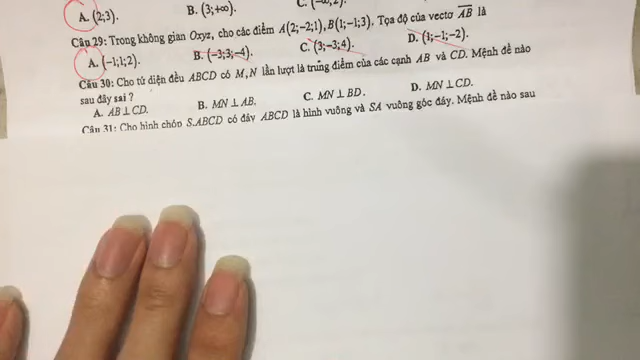 A. (2;3). B. (3;+∞). C. (-∞;2).
Câu 29: Trong không gian Oxyz, cho các điểm A(2;-2;1), B(1;-1;3). Tọa độ của vectơ AB là
A. (-1;1;2). B. (-3;3;-4). C. (3;-3;4). D. (1;-1;-2).
Câu 30: Cho tứ diện đều ABCD có M,N lần lượt là trung điểm của các cạnh AB và CD. Mệnh đề nào
sau đây sai ?
A. AB⊥CD. B. MN⊥AB. C. MN⊥BD. D. MN⊥CD.
Câu 31: Cho hình chóp S.ABCD có đáy ABCD là hình vuông và SA vuông góc đáy. Mệnh đề nào sau